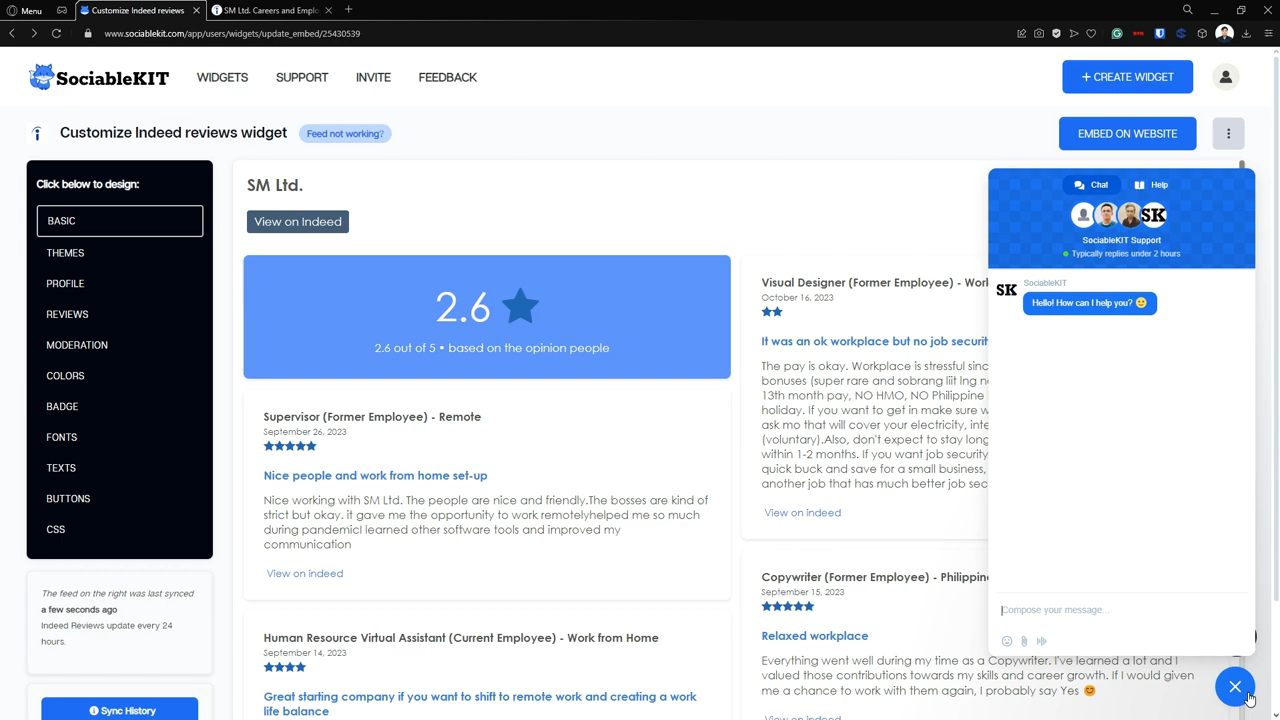 Menu
Customize Indeed reviews
SM Ltd. Careers and Emplo
www.sociablekit.com/app/users/widgets/update_embed/25430539
SociableKIT
WIDGETS
SUPPORT
INVITE
FEEDBACK
+ CREATE WIDGET
Customize Indeed reviews widget
Feed not working?
EMBED ON WEBSITE
Click below to design:
BASIC
THEMES
PROFILE
REVIEWS
MODERATION
COLORS
BADGE
FONTS
TEXTS
BUTTONS
CSS
The feed on the right was last synced
a few seconds ago
Indeed Reviews update every 24
hours.
Sync History
SM Ltd.
View on Indeed
2.6
2.6 out of 5 • based on the opinion people
Supervisor (Former Employee) - Remote
September 26, 2023
Nice people and work from home set-up
Nice working with SM Ltd. The people are nice and friendly.The bosses are kind of
strict but okay. it gave me the opportunity to work remotelyhelped me so much
during pandemicI learned other software tools and improved my
communication
View on indeed
Human Resource Virtual Assistant (Current Employee) - Work from Home
September 14, 2023
Great starting company if you want to shift to remote work and creating a work
life balance
Visual Designer (Former Employee) - Work
October 16, 2023
It was an ok workplace but no job securit
The pay is okay. Workplace is stressful sinc
bonuses (super rare and sobrang liit lng n
13th month pay, NO HMO, NO Philippine
holiday. If you want to get in make sure w
ask mo that will cover your electricity, inte
(voluntary).Also, don't expect to stay long
within 1-2 months. If you want job security
quick buck and save for a small business,
another job that has much better job sec
View on indeed
Copywriter (Former Employee) - Philippin
September 15, 2023
Relaxed workplace
Everything went well during my time as a Copywriter. I've learned a lot and I
valued those contributions towards my skills and career growth. If I would given
me a chance to work with them again, I probably say Yes 😊
View on indeed
Chat
Help
SK
SociableKIT Support
Typically replies under 2 hours
SK
SociableKIT
Hello! How can I help you? 🙂
Compose your message...